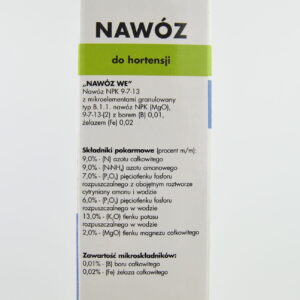 NAWÓZ
do hortensji
„NAWÓZ WE"
Nawóz NPK 9-7-13
z mikroelementami granulowany
typ B.1.1. nawóz NPK (MgO),
9-7-13-(2) z borem (B) 0,01,
żelazem (Fe) 0,02
Składniki pokarmowe (procent m/m):
9,0% - (N) azotu całkowitego
9,0% - (N-NH₄) azotu amonowego
7,0% - (P₂O₅) pięciotlenku fosforu
rozpuszczalnego z obojętnym roztworze
cytryniany amonu i wodzie
6,0% - (P₂O₅) pięciotlenku fosforu
rozpuszczalnego w wodzie
13,0% - (K₂O) tlenku potasu
rozpuszczalnego w wodzie
2,0% - (MgO) tlenku magnezu całkowitego
Zawartość mikroskładników:
0,01% - (B) boru całkowitego
0,02% - (Fe) żelaza całkowitego